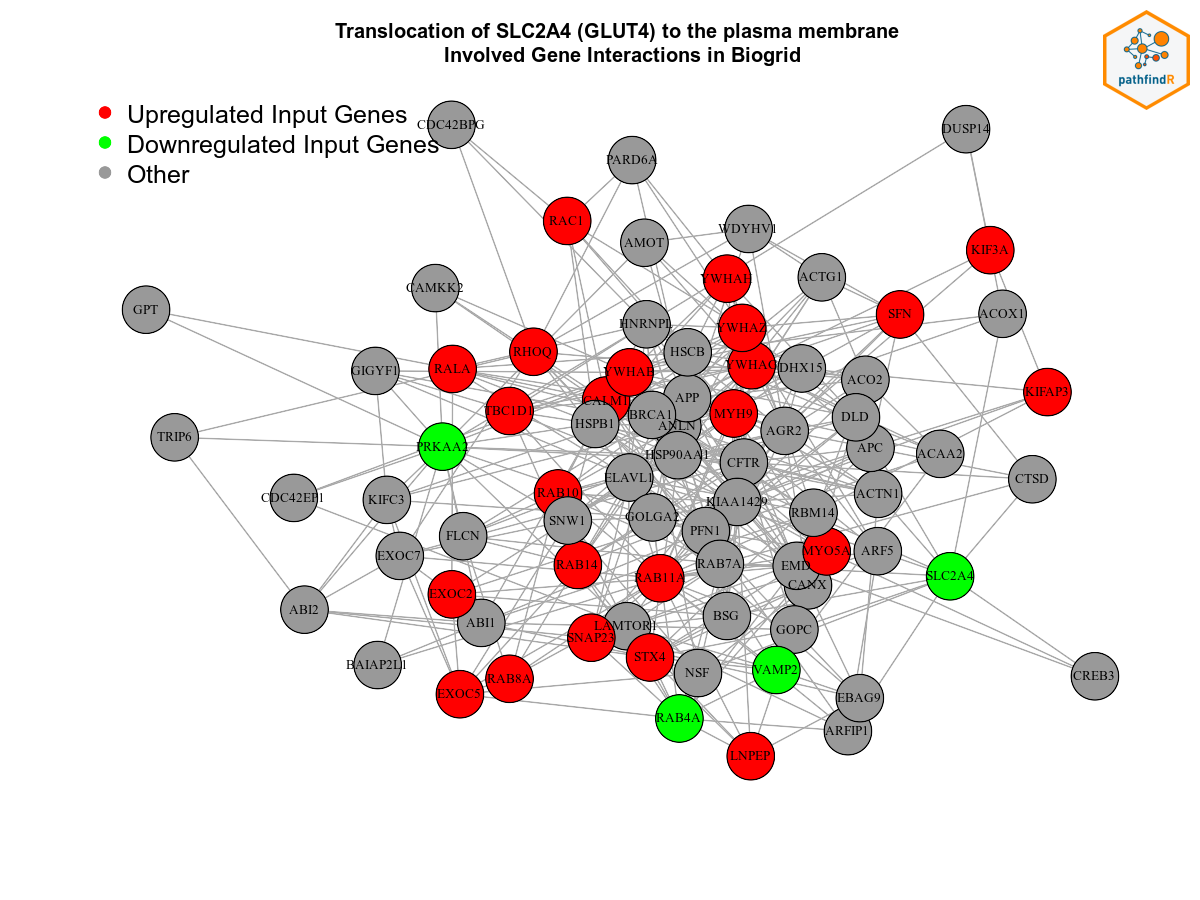 Translocation of SLC2A4 (GLUT4) to the plasma membrane
Involved Gene Interactions in Biogrid
pathfindR
Upregulated Input Genes
Downregulated Input Genes
Other
CDC42BPG
DUSP14
PARD6A
RAC1
WDYHV1
AMOT
KIF3A
ACTG1
YWHAH
CAMKK2
GPT
ACOX1
SFN
HNRNPL
YWHAZ
RHOQ
HSCB
YWHAG
DHX15
RALA
GIGYF1
YWHAB
ACO2
KIFAP3
APP
CALM1
TBC1D1
MYH9
BRCA1
DLD
HSPB1
ANLN
AGR2
TRIP6
PRKAA2
APC
ACAA2
HSP90AA1
CFTR
ELAVL1
CTSD
RAB10
ACTN1
CDC42EP1
KIFC3
KIAA1429
RBM14
GOLGA2
SNW1
PFN1
FLCN
MYO5A
ARF5
EXOC7
RAB7A
RAB14
EMD
SLC2A4
RAB11A
CANX
EXOC2
ABI2
BSG
ABI1
LAMTOR1
GOPC
SNAP23
STX4
BAIAP2L1
VAMP2
NSF
CREB3
RAB8A
EXOC5
EBAG9
RAB4A
ARFIP1
LNPEP